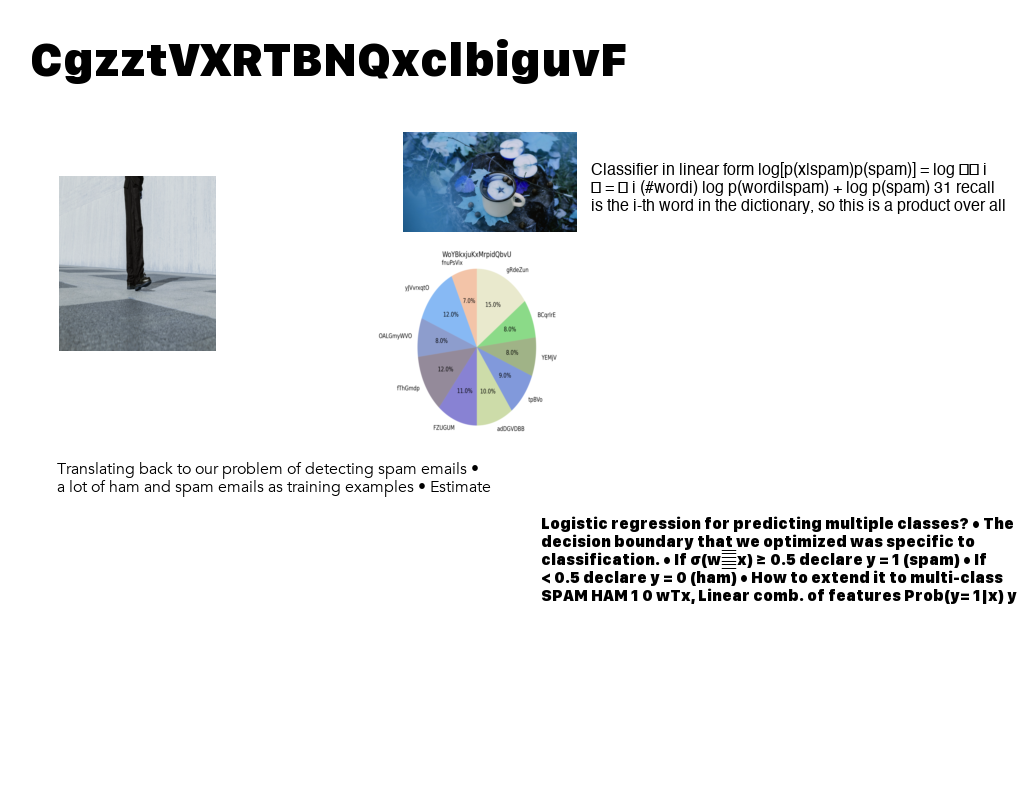 CgzztVXRTBNQxclbiguvF
Classifier in linear form log[p(x|spam)p(spam)] = log □□ i
□ = □ i (#wordi) log p(wordi|spam) + log p(spam) 31 recall
is the i-th word in the dictionary, so this is a product over all
WoYBkxjuKxMrpidQbvU
fnuPsVix
gRdeZun
yJVvrxqtO
BCqrirE
OALGmyWVO
YEMjV
fThGmdp
tpBVo
FZUGUM
adDGVDBB
7.0%
15.0%
12.0%
8.0%
8.0%
8.0%
12.0%
9.0%
11.0%
10.0%
Translating back to our problem of detecting spam emails •
a lot of ham and spam emails as training examples • Estimate
Logistic regression for predicting multiple classes? • The
decision boundary that we optimized was specific to
classification. • If σ(w𝍎x) ≥ 0.5 declare y = 1 (spam) • If
< 0.5 declare y = 0 (ham) • How to extend it to multi-class
SPAM HAM 1 0 wTx, Linear comb. of features Prob(y= 1|x) y